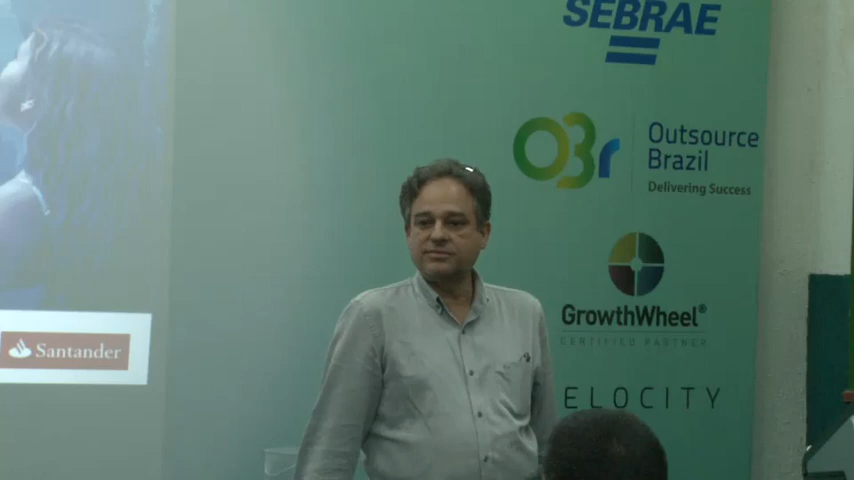 SEBRAE
O3r
Outsource
Brazil
Delivering Success
GrowthWheel®
CERTIFIED PARTNER
ELOCITY
Santander